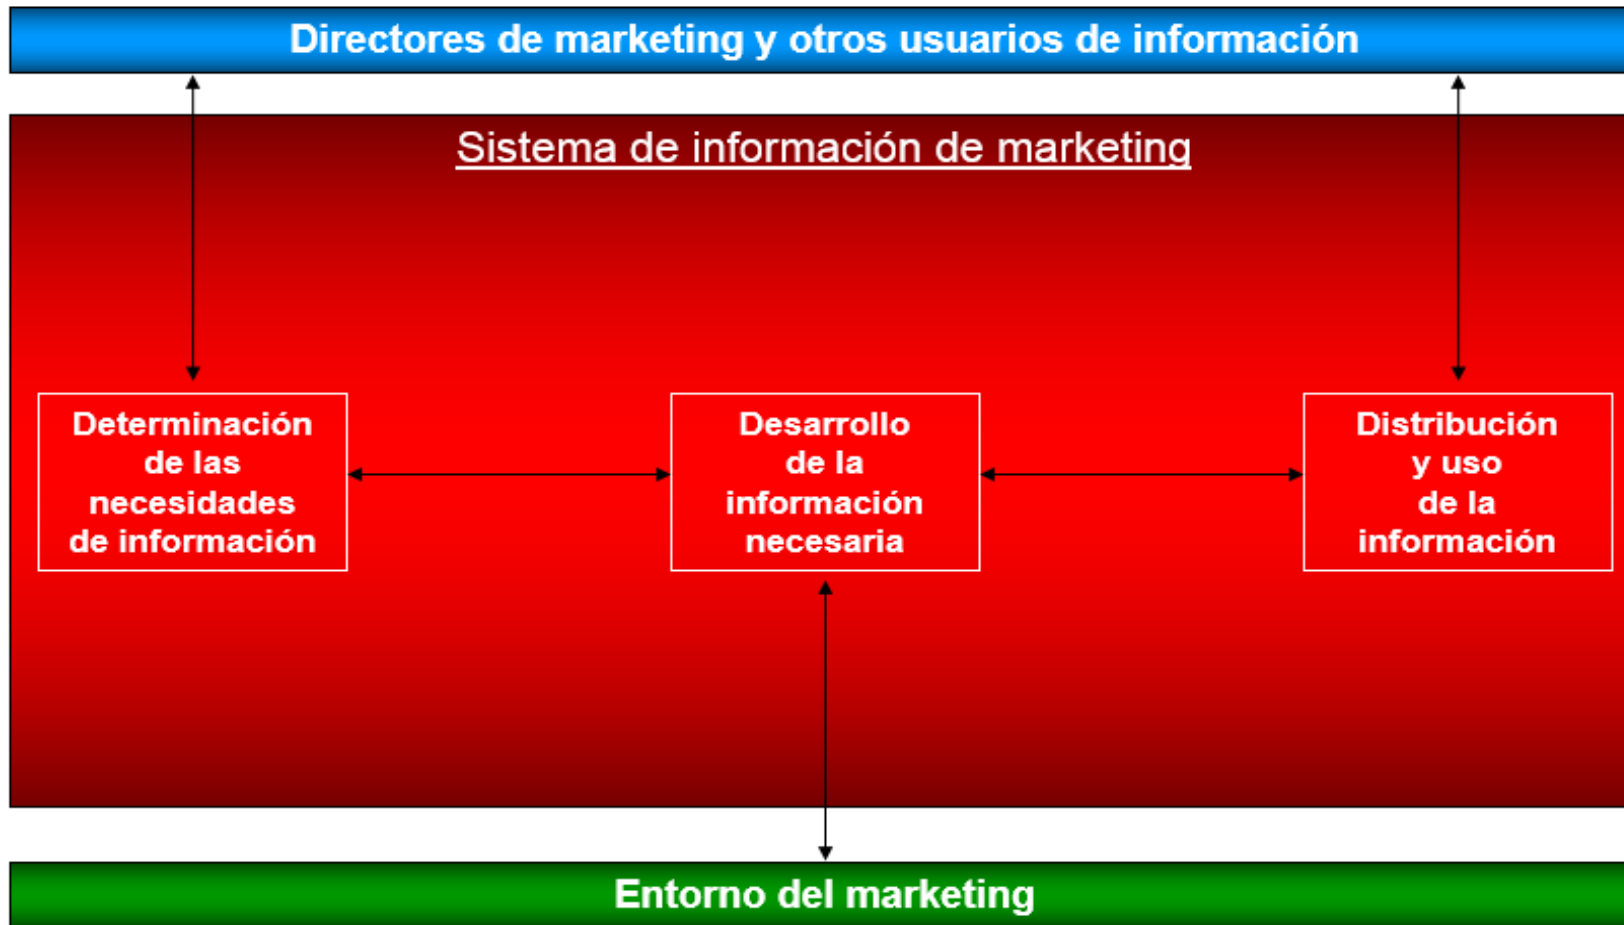 Directores de marketing y otros usuarios de información
Sistema de información de marketing
Determinación
de las
necesidades
de información
Desarrollo
de la
información
necesaria
Distribución
y uso
de la
información
Entorno del marketing